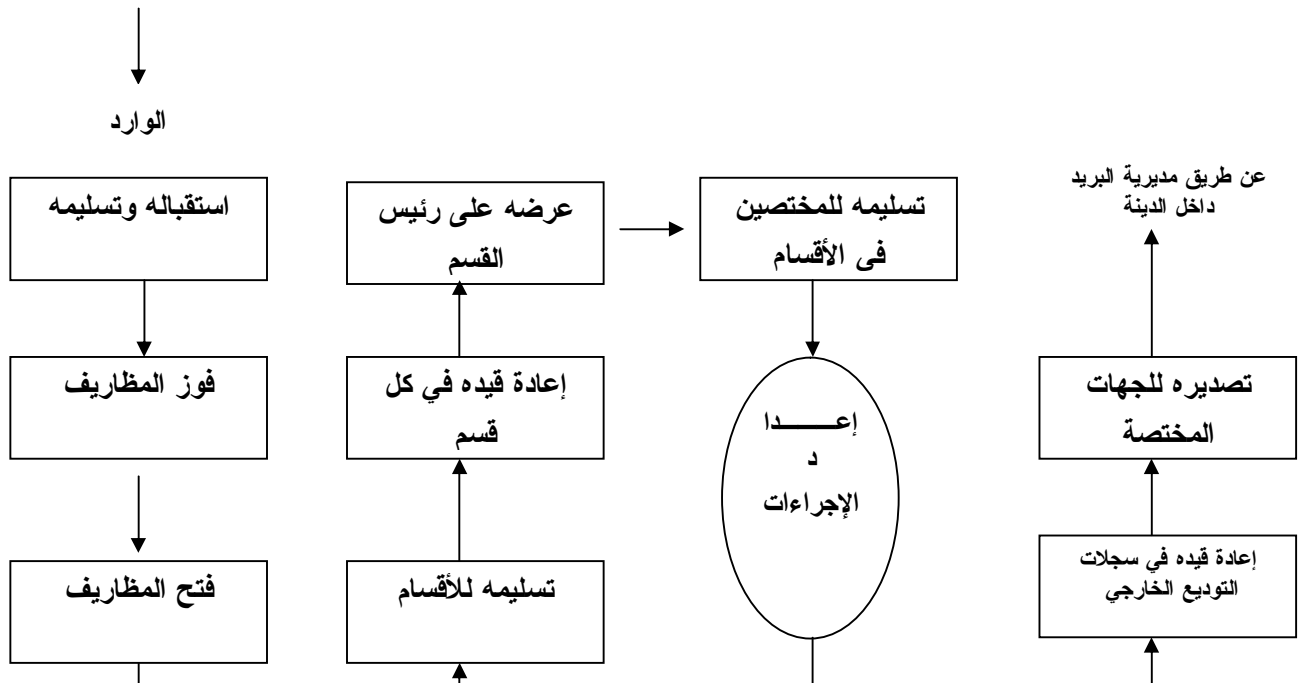 الوارد
استقباله وتسليمه
فوز المظاريف
فتح المظاريف
عرضه على رئيس
القسم
إعادة قيده في كل
قسم
تسليمه للأقسام
تسليمه للمختصين
فى الأقسام
إعـــــــدا
د
الإجراءات
عن طريق مديرية البريد
داخل الدينة
تصديره للجهات
المختصة
إعادة قيده في سجلات
التوديع الخارجي